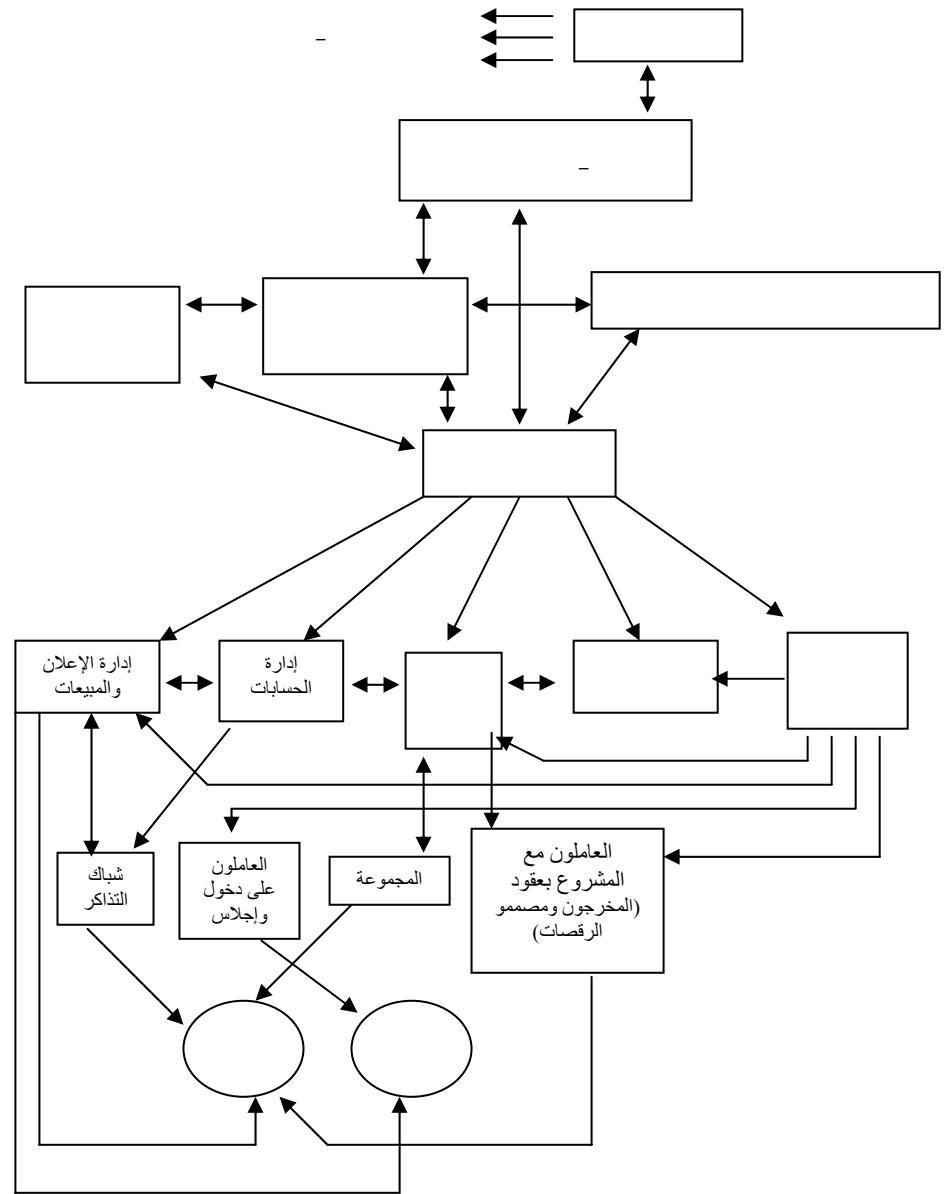 –
–
إدارة الإعلان
والمبيعات
إدارة
الحسابات
شباك
التذاكر
العاملون
على دخول
وإجلاس
المجموعة
العاملون مع
المشروع بعقود
(المخرجون ومصممو
الرقصات)